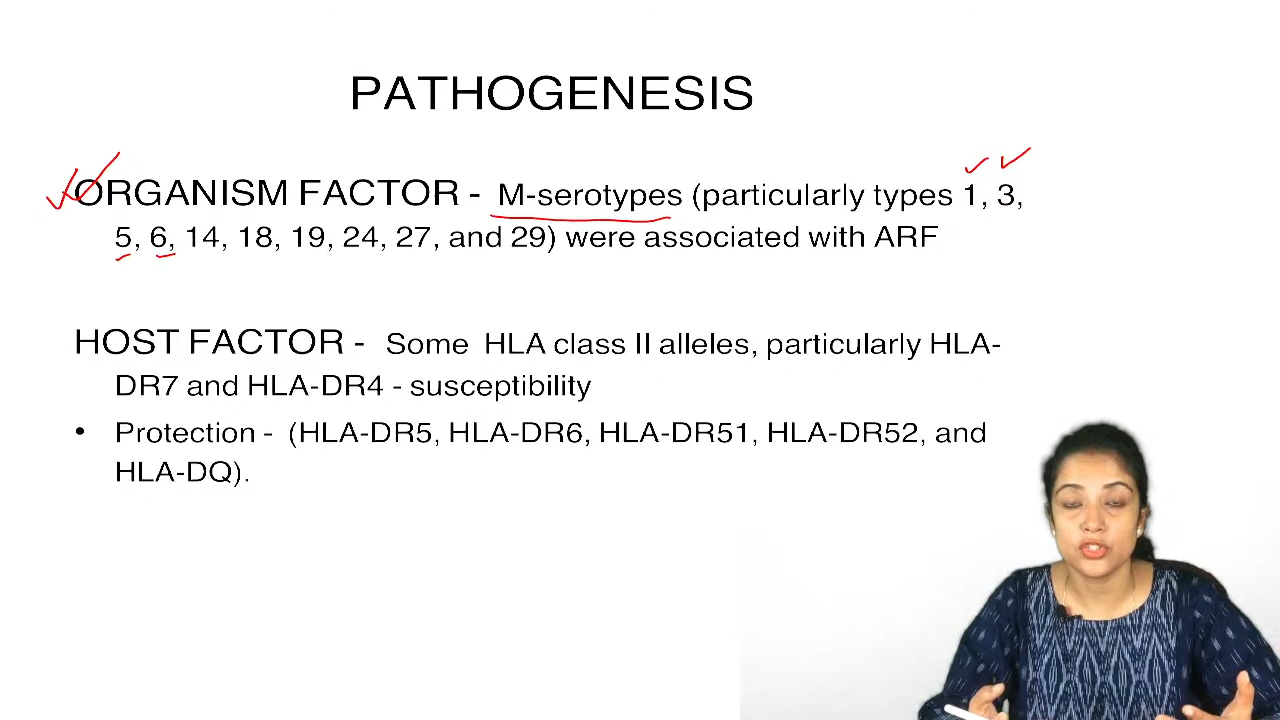 PATHOGENESIS
ORGANISM FACTOR - M-serotypes (particularly types 1, 3,
5, 6, 14, 18, 19, 24, 27, and 29) were associated with ARF
HOST FACTOR - Some HLA class II alleles, particularly HLA-
DR7 and HLA-DR4 - susceptibility
• Protection - (HLA-DR5, HLA-DR6, HLA-DR51, HLA-DR52, and
HLA-DQ).